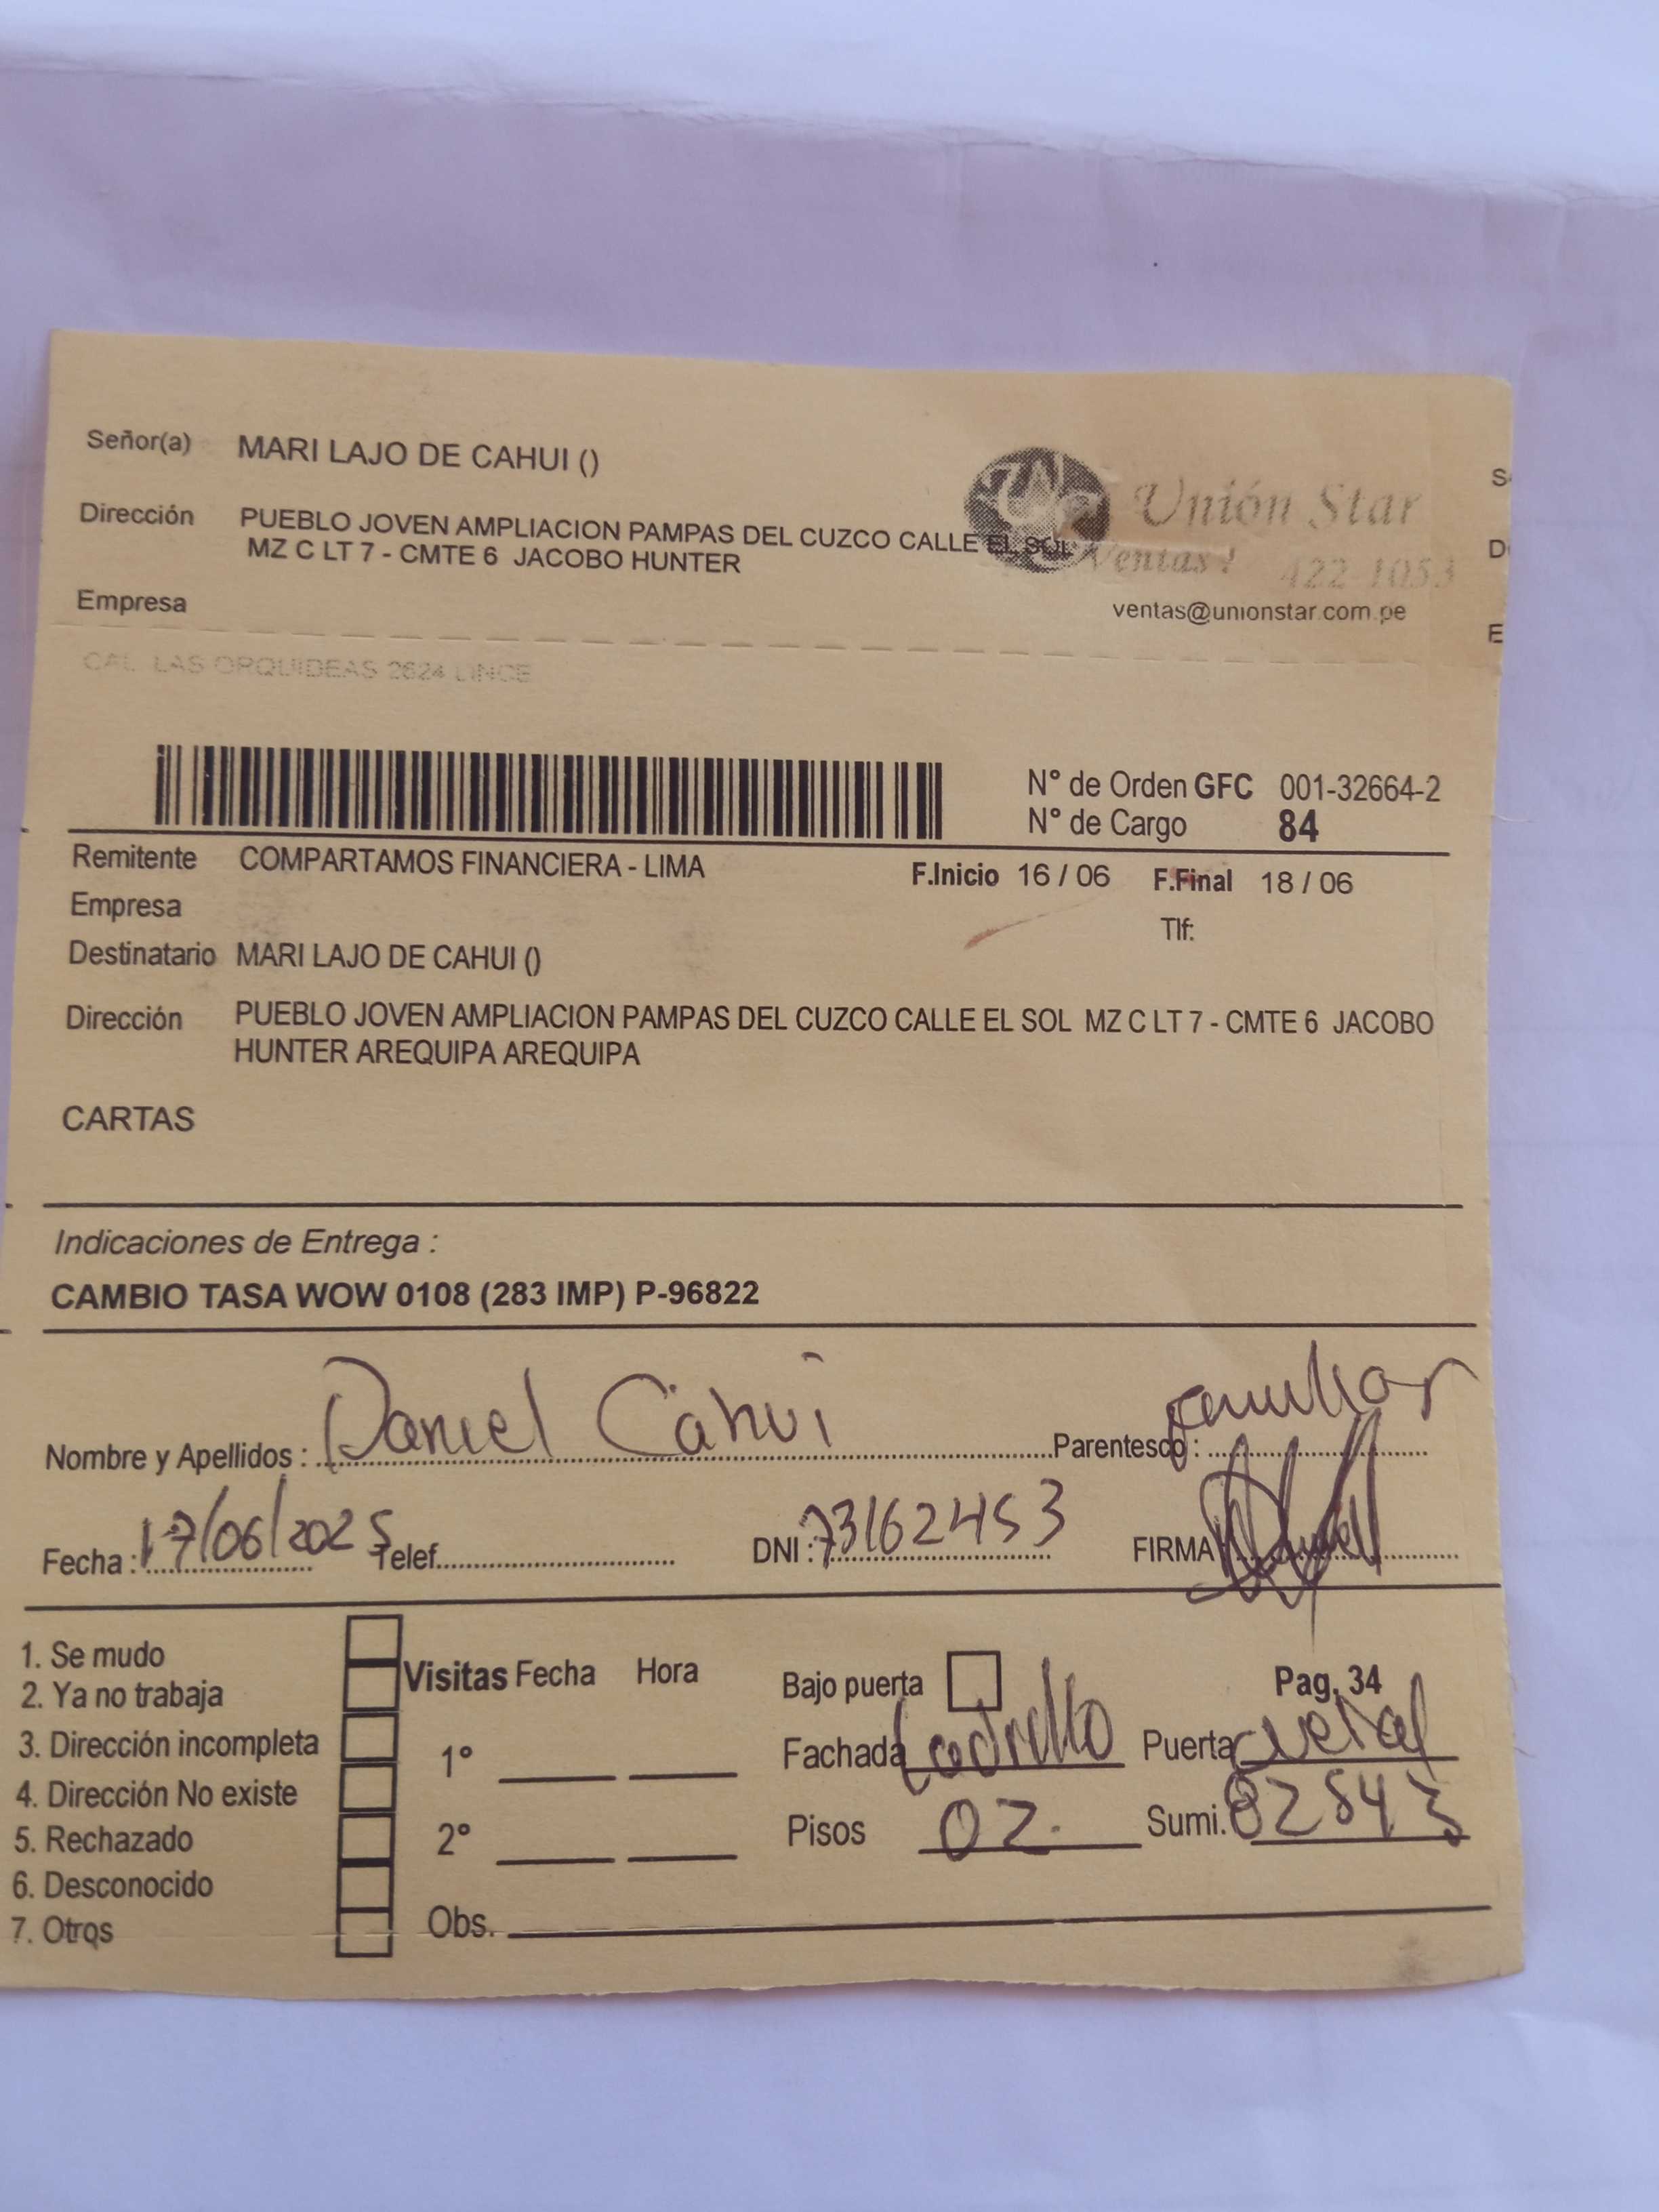 Señor(a) MARI LAJO DE CAHUI ()
Unión Star
Dirección PUEBLO JOVEN AMPLIACION PAMPAS DEL CUZCO CALLE EL SOL
MZ C LT 7 - CMTE 6 JACOBO HUNTER
Ventas! 422 1053
Empresa
ventas@unionstar.com.pe
CAL. LAS ORQUIDEAS 2624 LINCE
N° de Orden GFC 001-32664-2
N° de Cargo 84
Remitente COMPARTAMOS FINANCIERA - LIMA F.Inicio 16 / 06 F.Final 18 / 06
Empresa
Tlf:
Destinatario MARI LAJO DE CAHUI ()
Dirección PUEBLO JOVEN AMPLIACION PAMPAS DEL CUZCO CALLE EL SOL MZ C LT 7 - CMTE 6 JACOBO
HUNTER AREQUIPA AREQUIPA
CARTAS
Indicaciones de Entrega :
CAMBIO TASA WOW 0108 (283 IMP) P-96822
Nombre y Apellidos : Daniel Cahui Parentesco : familiar
Fecha : 17/06/2025 Telef. DNI : 73162453 FIRMA
1. Se mudo
2. Ya no trabaja
3. Dirección incompleta
4. Dirección No existe
5. Rechazado
6. Desconocido
7. Otros
Visitas Fecha Hora
1°
2°
Obs.
Bajo puerta Pag. 34
Fachada Ladrillo Puerta Metal
Pisos 02. Sumi.